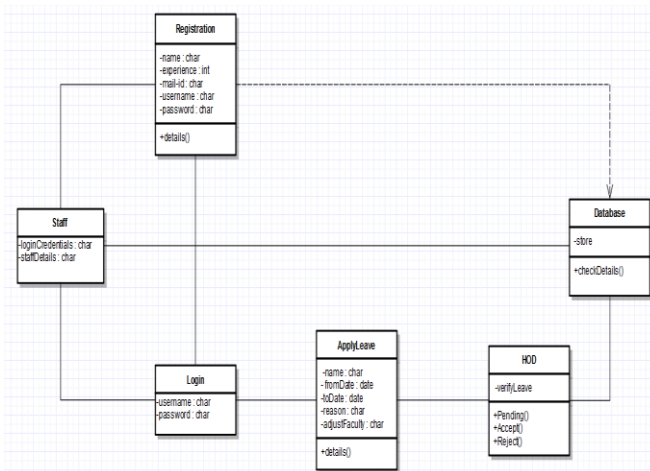 Registration
-name : char
-experience : int
-mail-id : char
-username : char
-password : char
+details()
Staff
-loginCredentials : char
-staffDetails : char
Database
-store
+checkDetails()
Login
-username : char
-password : char
ApplyLeave
-name: char
- fromDate : date
-toDate : date
-reason : char
-adjustFaculty : char
+details()
HOD
-verifyLeave
+Pending()
+Accept()
+Reject()